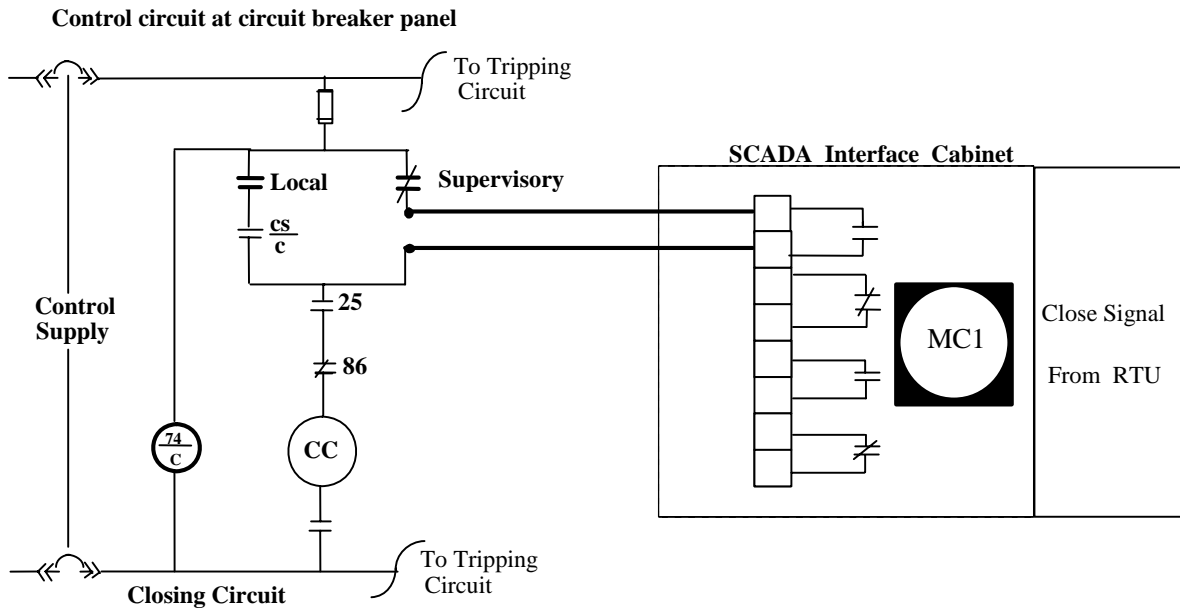 Control circuit at circuit breaker panel
To Tripping
Circuit
SCADA Interface Cabinet
Local
Supervisory
cs
c
25
Control
Supply
86
MC1
Close Signal
From RTU
74
C
CC
To Tripping
Circuit
Closing Circuit